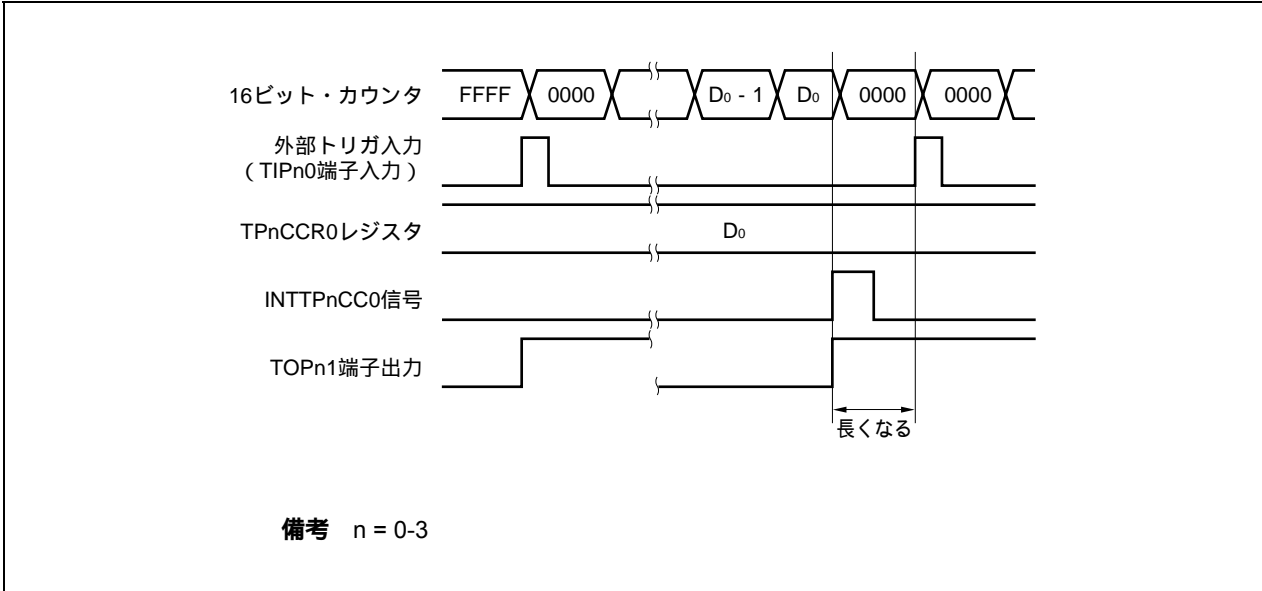 16ビット・カウンタ FFFF 0000 D0 - 1 D0 0000 0000
外部トリガ入力
（TIPn0端子入力）
TPnCCR0レジスタ D0
INTTPnCC0信号
TOPn1端子出力
長くなる
備考 n = 0-3